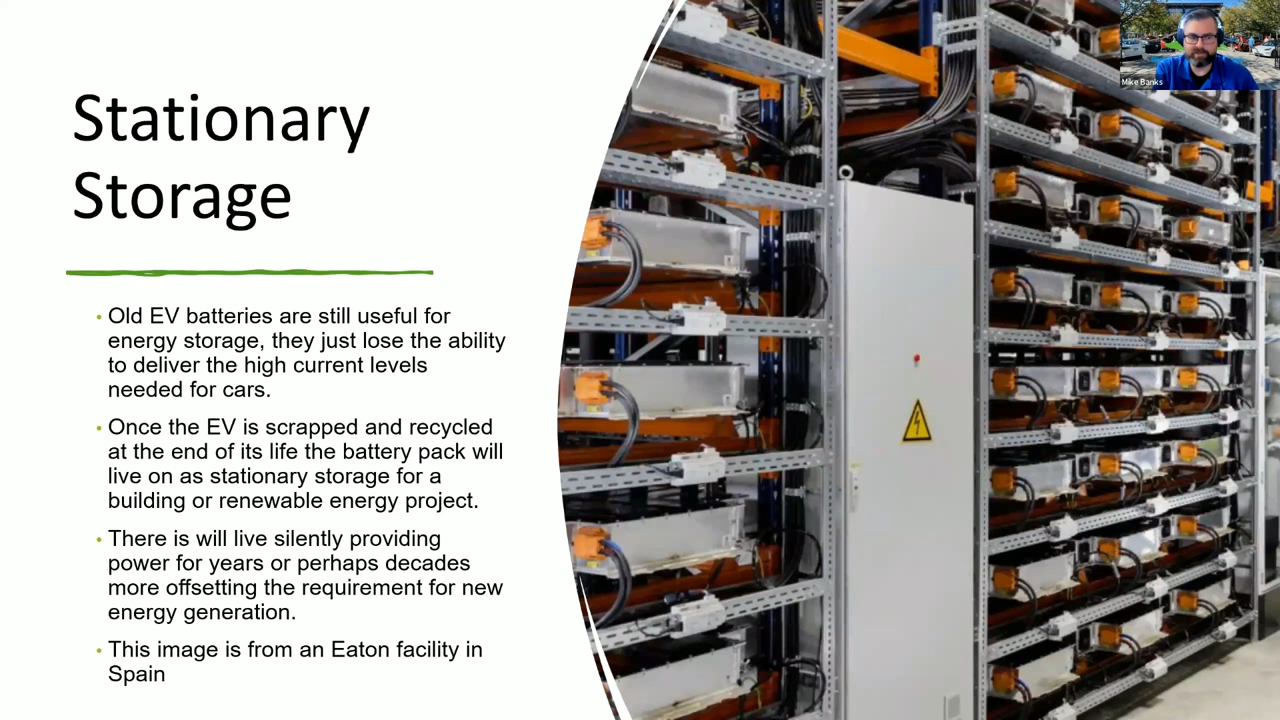 Stationary
Storage
• Old EV batteries are still useful for
energy storage, they just lose the ability
to deliver the high current levels
needed for cars.
• Once the EV is scrapped and recycled
at the end of its life the battery pack will
live on as stationary storage for a
building or renewable energy project.
• There is will live silently providing
power for years or perhaps decades
more offsetting the requirement for new
energy generation.
• This image is from an Eaton facility in
Spain
Mike Banks